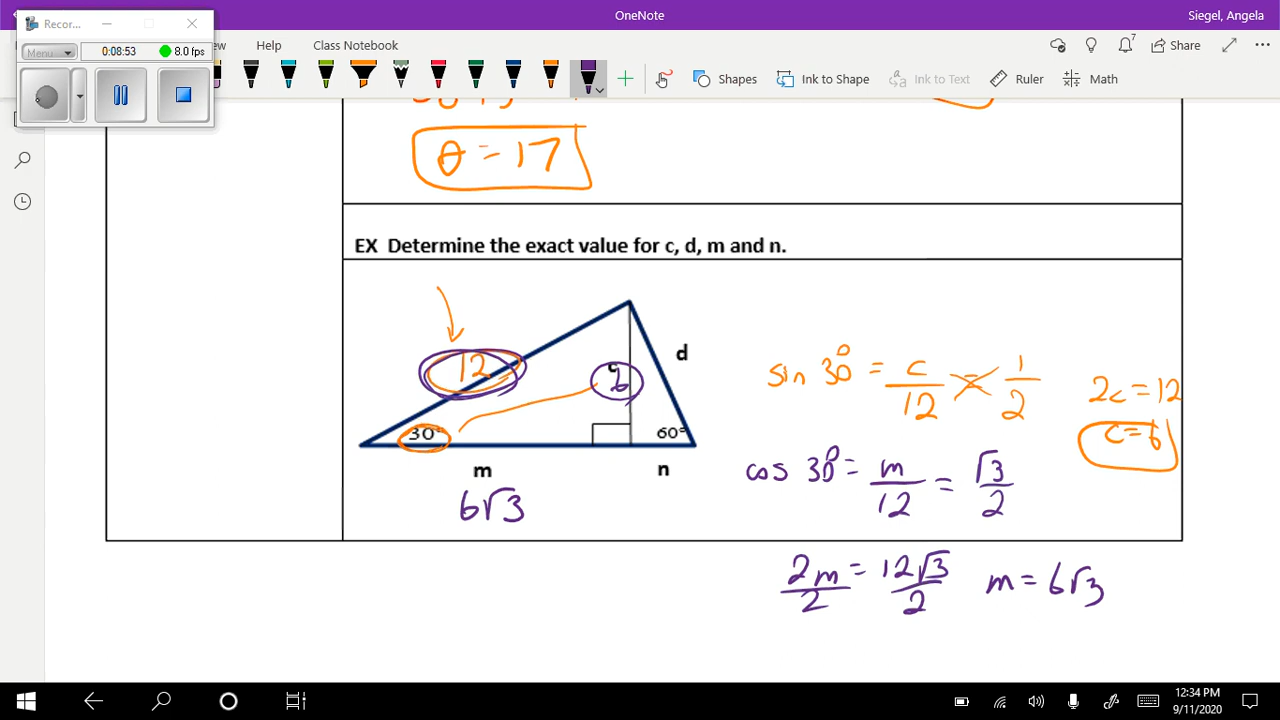 OneNote
Siegel, Angela
Recor...
Menu
0:08:53
8.0 fps
Help
Class Notebook
Share
Shapes
Ink to Shape
Ink to Text
Ruler
Math
θ = 17
EX Determine the exact value for c, d, m and n.
12
c
6
d
30°
60°
m
n
6√3
sin 30° = c/12 = 1/2
2c = 12
c = 6
cos 30° = m/12 = √3/2
2m/2 = 12√3/2
m = 6√3
12:34 PM
9/11/2020